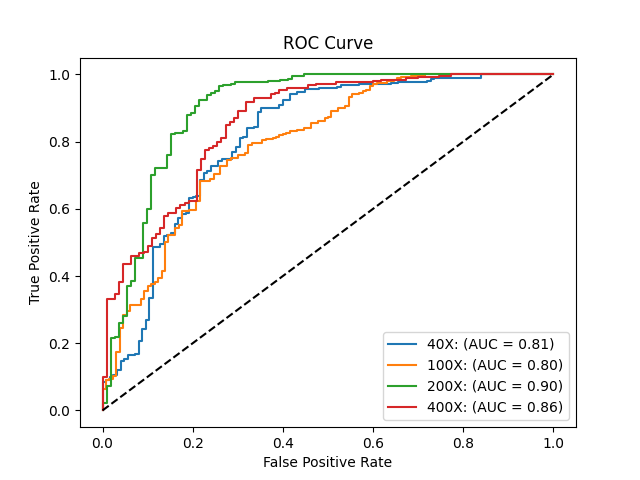 ROC Curve
True Positive Rate
1.0
0.8
0.6
0.4
0.2
0.0
0.0 0.2 0.4 0.6 0.8 1.0
False Positive Rate
40X: (AUC = 0.81)
100X: (AUC = 0.80)
200X: (AUC = 0.90)
400X: (AUC = 0.86)